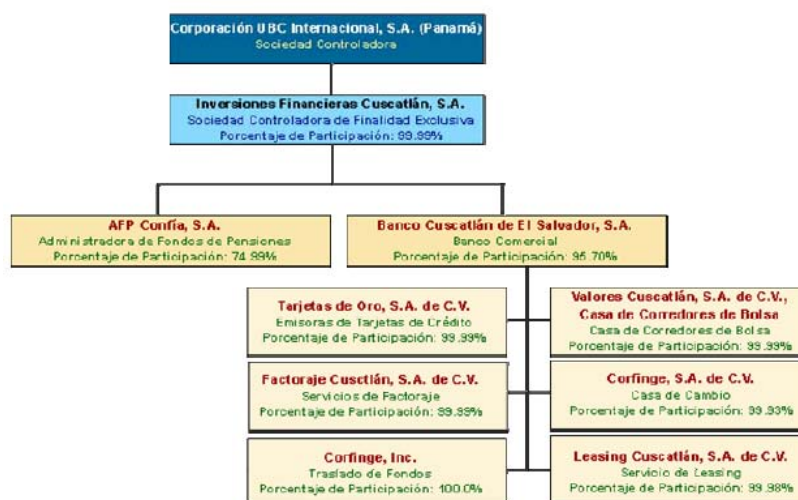 Corporación UBC Internacional, S.A. (Panamá)
Sociedad Controladora
Inversiones Financieras Cuscatlán, S.A.
Sociedad Controladora de Finalidad Exclusiva
Porcentaje de Participación: 99.99%
AFP Confía, S.A.
Administradora de Fondos de Pensiones
Porcentaje de Participación: 74.99%
Banco Cuscatlán de El Salvador, S.A.
Banco Comercial
Porcentaje de Participación: 95.70%
Tarjetas de Oro, S.A. de C.V.
Emisoras de Tarjetas de Crédito
Porcentaje de Participación: 99.99%
Valores Cuscatlán, S.A. de C.V.,
Casa de Corredores de Bolsa
Casa de Corredores de Bolsa
Porcentaje de Participación: 99.99%
Factoraje Cusctlán, S.A. de C.V.
Servicios de Factoraje
Porcentaje de Participación: 99.99%
Corfinge, S.A. de C.V.
Casa de Cambio
Porcentaje de Participación: 99.93%
Corfinge, Inc.
Traslado de Fondos
Porcentaje de Participación: 100.0%
Leasing Cuscatlán, S.A. de C.V.
Servicio de Leasing
Porcentaje de Participación: 99.98%